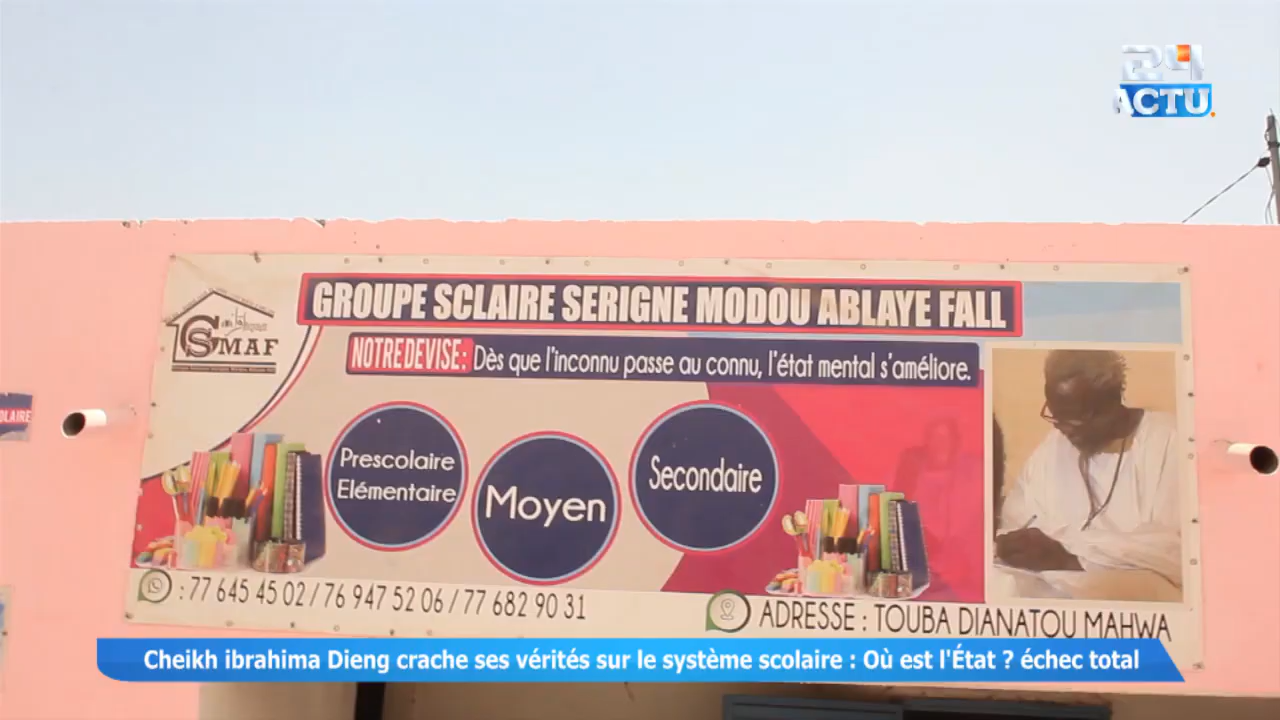 24
ACTU.
GROUPE SCLAIRE SERIGNE MODOU ABLAYE FALL
GSMAF
NOTRE DEVISE: Dès que l'inconnu passe au connu, l'état mental s'améliore.
OLAIRE
Prescolaire
Elémentaire
Moyen
Secondaire
: 77 645 45 02 / 76 947 52 06 / 77 682 90 31
ADRESSE : TOUBA DIANATOU MAHWA
Cheikh ibrahima Dieng crache ses vérités sur le système scolaire : Où est l'État ? échec total